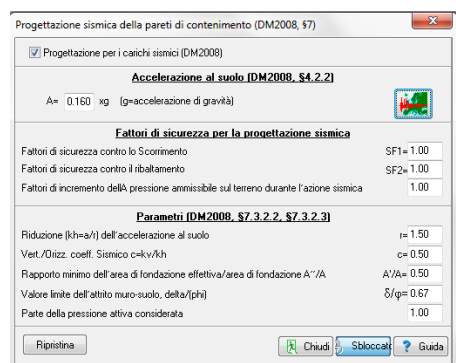 Progettazione sismica della pareti di contenimento (DM2008, §7)
Progettazione per i carichi sismici (DM2008)
Accelerazione al suolo (DM2008, §4.2.2)
A= 0.160 xg (g=accelerazione di gravità)
Fattori di sicurezza per la progettazione sismica
Fattori di sicurezza contro lo Scorrimento SF1= 1.00
Fattori di sicurezza contro il ribaltamento SF2= 1.00
Fattori di incremento dellA pressione ammissibile sul terreno durante l'azione sismica 1.00
Parametri (DM2008, §7.3.2.2, §7.3.2.3)
Riduzione (kh=a/r) dell'accelerazione al suolo r= 1.50
Vert./Orizz. coeff. Sismico c=kv/kh c= 0.50
Rapporto minimo dell'area di fondazione effettiva/area di fondazione A''/A A'/A= 0.50
Valore limite dell'attrito muro-suolo, delta/(phi) δ/φ= 0.67
Parte della pressione attiva considerata 1.00
Ripristina Chiudi Sbloccato Guida